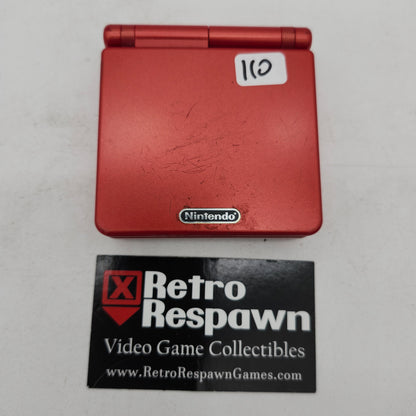 110
Nintendo
X Retro
Respawn
Video Game Collectibles
www.RetroRespawnGames.com